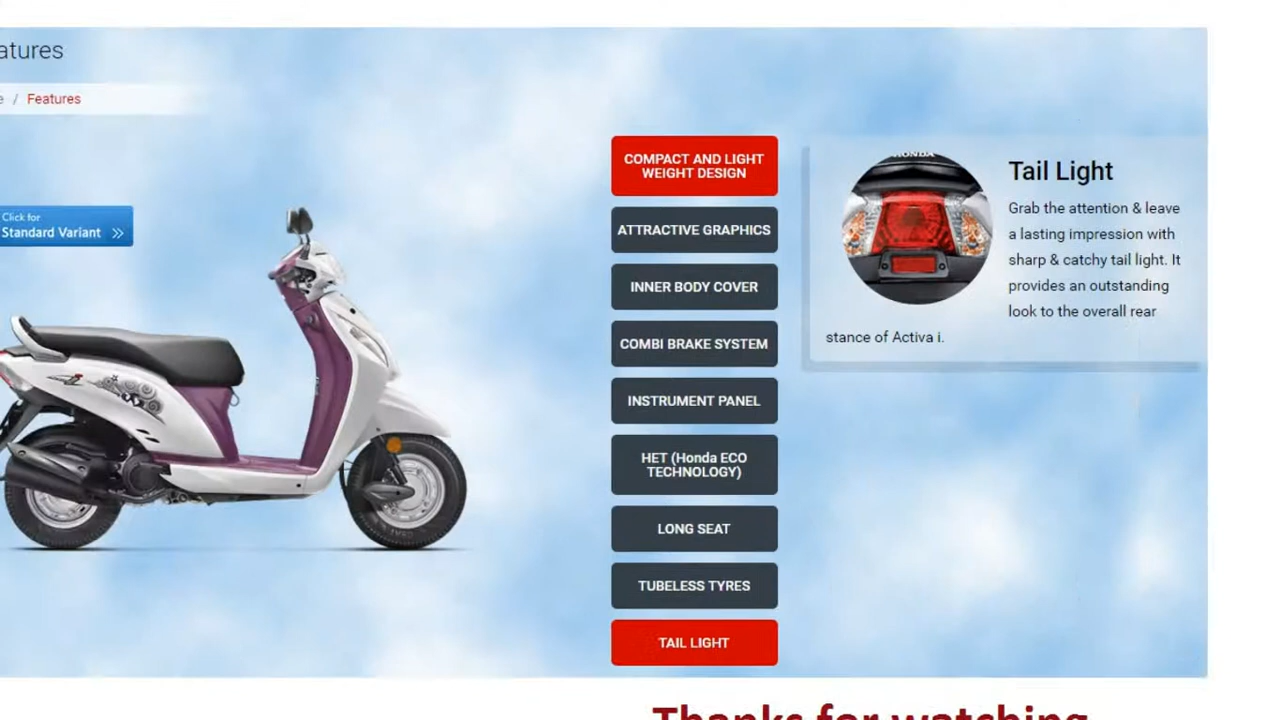 atures
e / Features
Click for
Standard Variant »
COMPACT AND LIGHT
WEIGHT DESIGN
ATTRACTIVE GRAPHICS
INNER BODY COVER
COMBI BRAKE SYSTEM
INSTRUMENT PANEL
HET (Honda ECO
TECHNOLOGY)
LONG SEAT
TUBELESS TYRES
TAIL LIGHT
HONDA
Tail Light
Grab the attention & leave
a lasting impression with
sharp & catchy tail light. It
provides an outstanding
look to the overall rear
stance of Activa i.
Thanks for watching